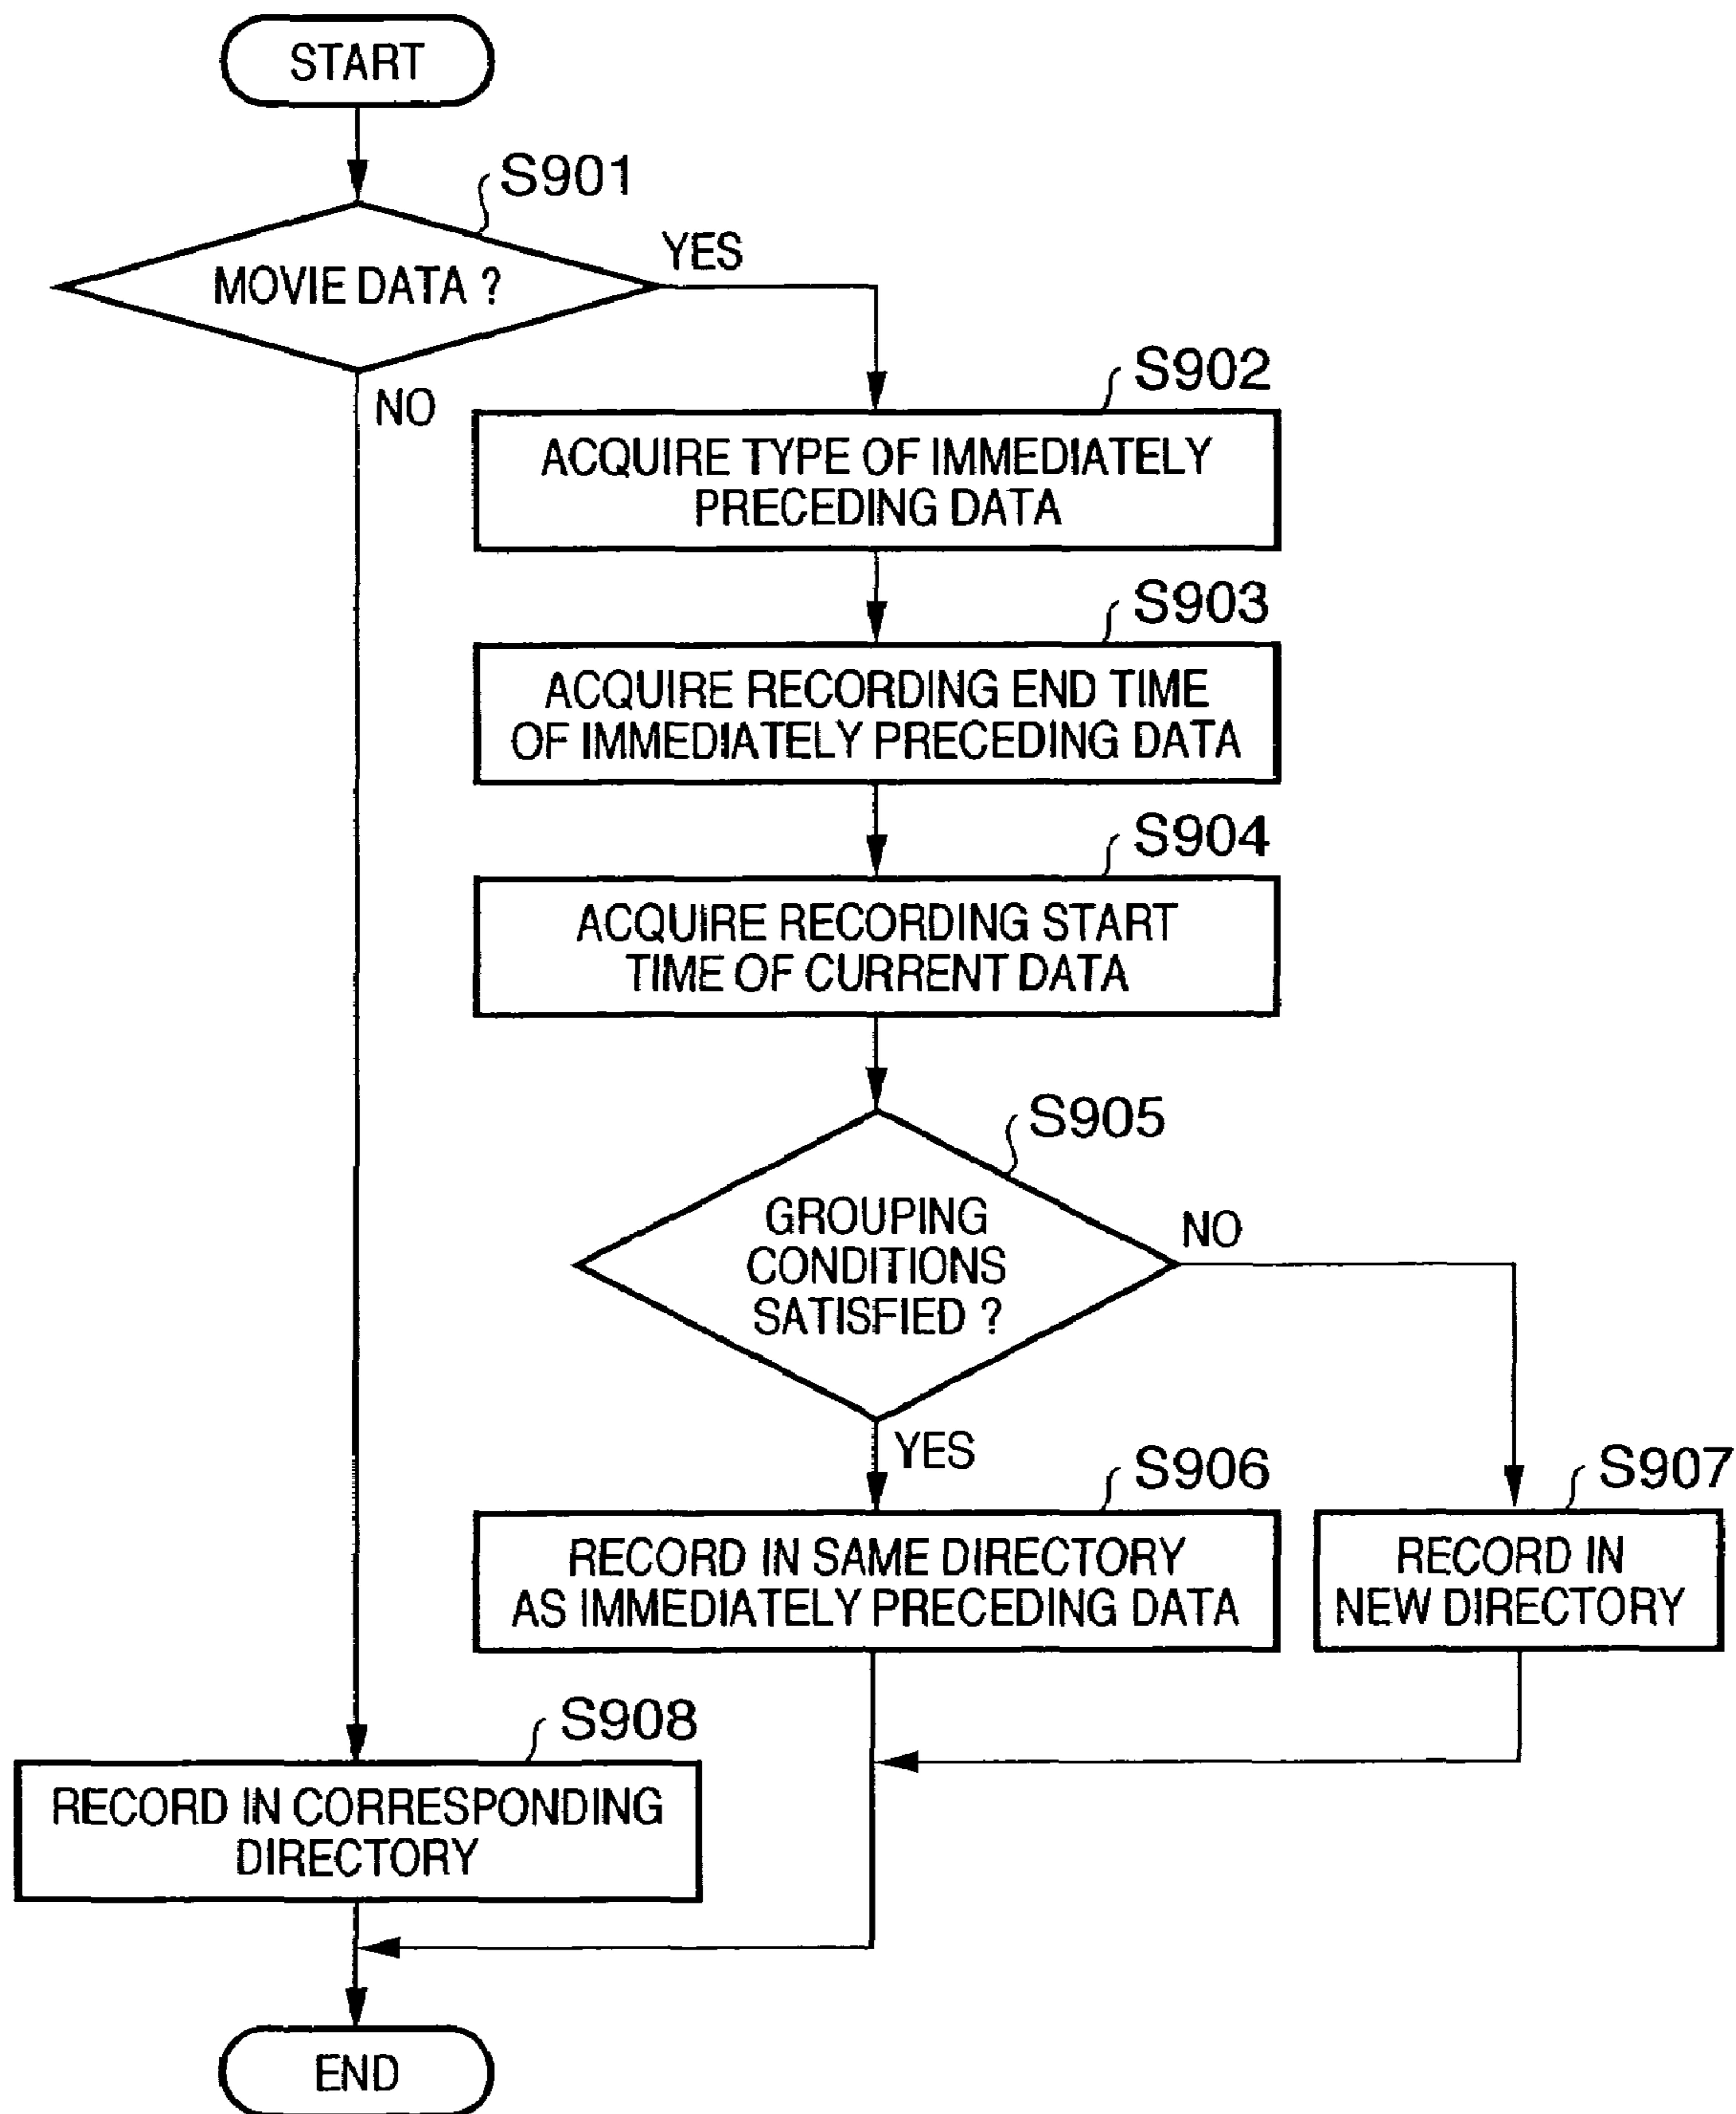 START
S901
MOVIE DATA ?
YES
NO
S902
ACQUIRE TYPE OF IMMEDIATELY
PRECEDING DATA
S903
ACQUIRE RECORDING END TIME
OF IMMEDIATELY PRECEDING DATA
S904
ACQUIRE RECORDING START
TIME OF CURRENT DATA
S905
GROUPING
CONDITIONS
SATISFIED ?
NO
YES
S906
RECORD IN SAME DIRECTORY
AS IMMEDIATELY PRECEDING DATA
S907
RECORD IN
NEW DIRECTORY
S908
RECORD IN CORRESPONDING
DIRECTORY
END